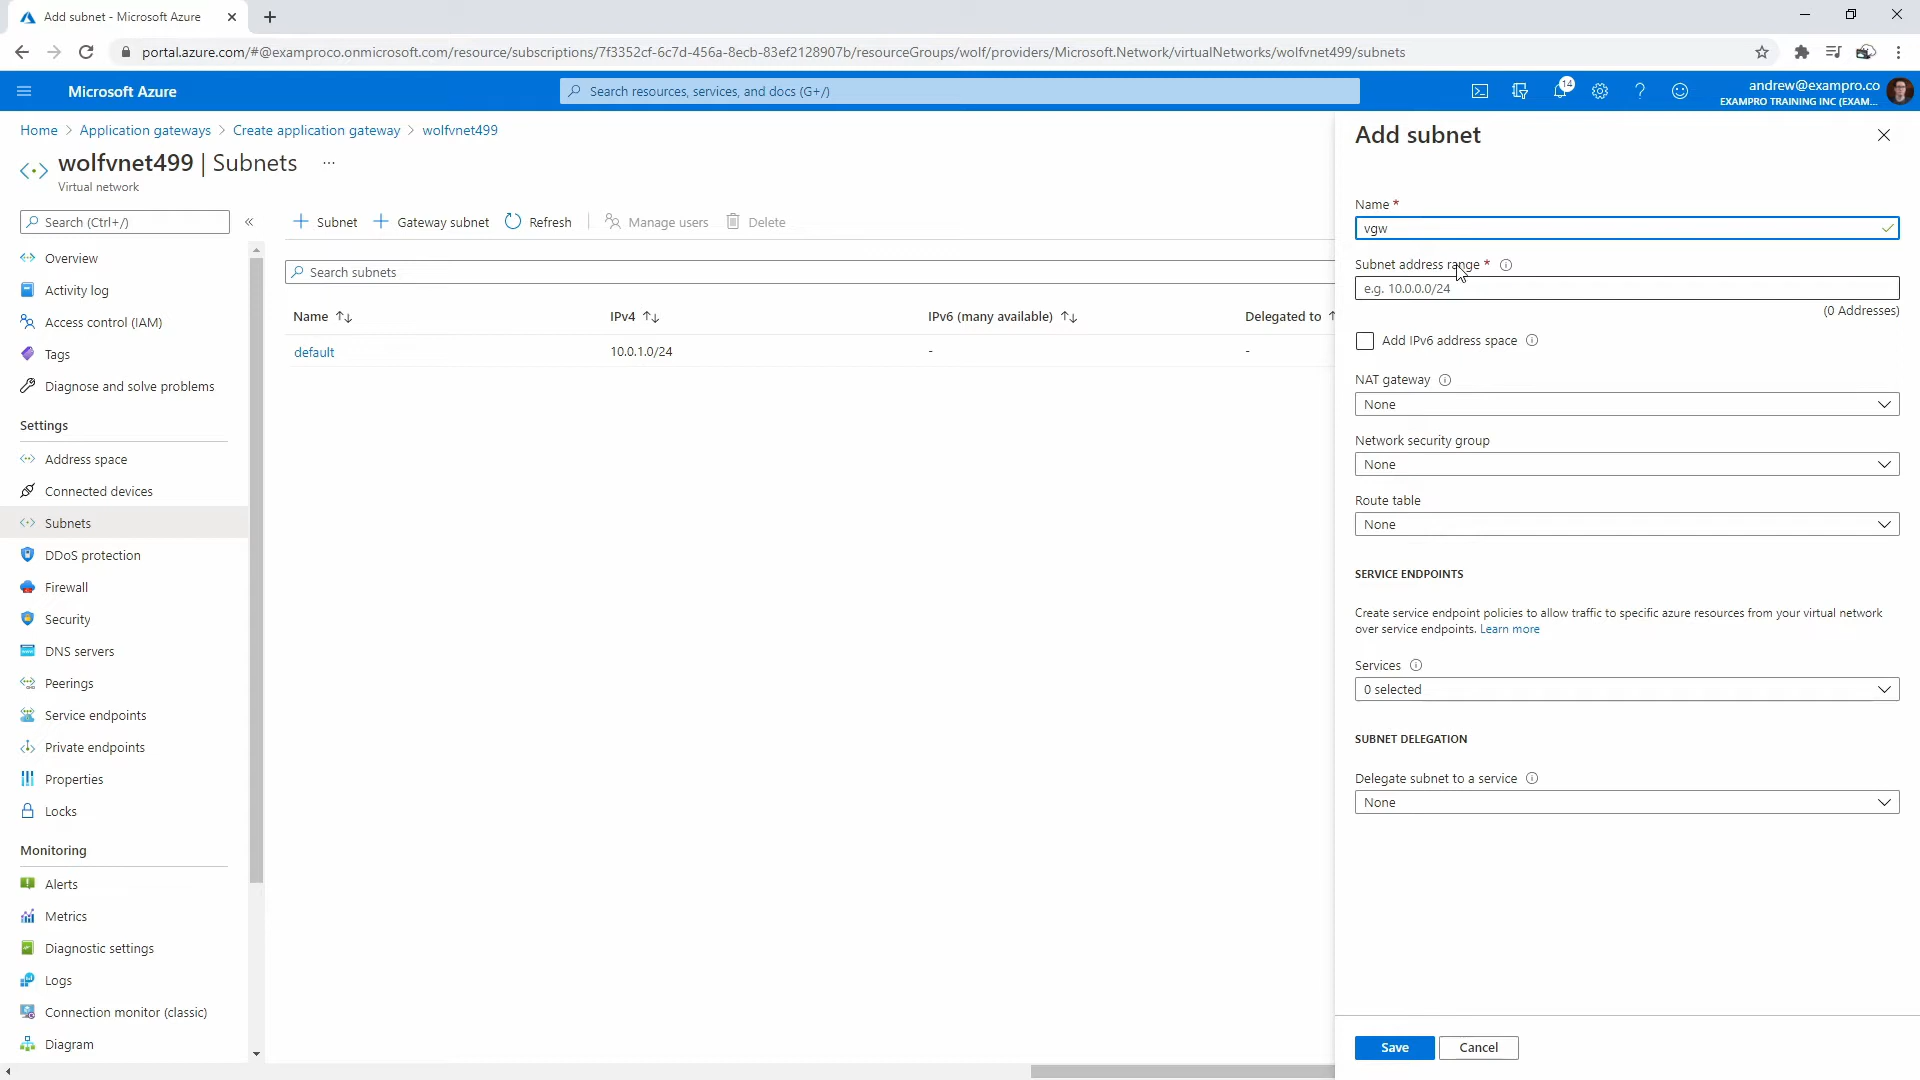 Add subnet - Microsoft Azure
portal.azure.com/#@examproco.onmicrosoft.com/resource/subscriptions/7f3352cf-6c7d-456a-8ecb-83ef2128907b/resourceGroups/wolf/providers/Microsoft.Network/virtualNetworks/wolfvnet499/subnets
Microsoft Azure
Search resources, services, and docs (G+/)
14
andrew@exampro.co
EXAMPRO TRAINING INC (EXAM...
Home > Application gateways > Create application gateway > wolfvnet499
wolfvnet499 | Subnets ...
Virtual network
Search (Ctrl+/)
Overview
Activity log
Access control (IAM)
Tags
Diagnose and solve problems
Settings
Address space
Connected devices
Subnets
DDoS protection
Firewall
Security
DNS servers
Peerings
Service endpoints
Private endpoints
Properties
Locks
Monitoring
Alerts
Metrics
Diagnostic settings
Logs
Connection monitor (classic)
Diagram
+ Subnet + Gateway subnet Refresh Manage users Delete
Search subnets
Name IPv4 IPv6 (many available) Delegated to
default 10.0.1.0/24 - -
Add subnet
Name *
vgw
Subnet address range *
e.g. 10.0.0.0/24
(0 Addresses)
Add IPv6 address space
NAT gateway
None
Network security group
None
Route table
None
SERVICE ENDPOINTS
Create service endpoint policies to allow traffic to specific azure resources from your virtual network
over service endpoints. Learn more
Services
0 selected
SUBNET DELEGATION
Delegate subnet to a service
None
Save Cancel